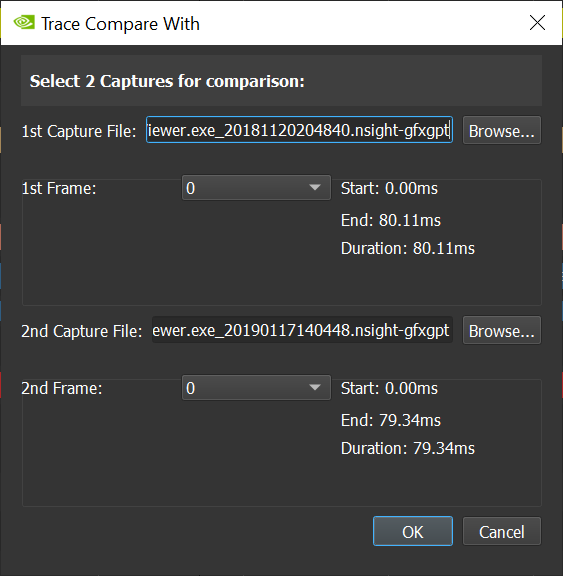 Trace Compare With
Select 2 Captures for comparison:
1st Capture File: iewer.exe_20181120204840.nsight-gfxgpt Browse...
1st Frame: 0 Start: 0.00ms
End: 80.11ms
Duration: 80.11ms
2nd Capture File: ewer.exe_20190117140448.nsight-gfxgpt Browse...
2nd Frame: 0 Start: 0.00ms
End: 79.34ms
Duration: 79.34ms
OK Cancel